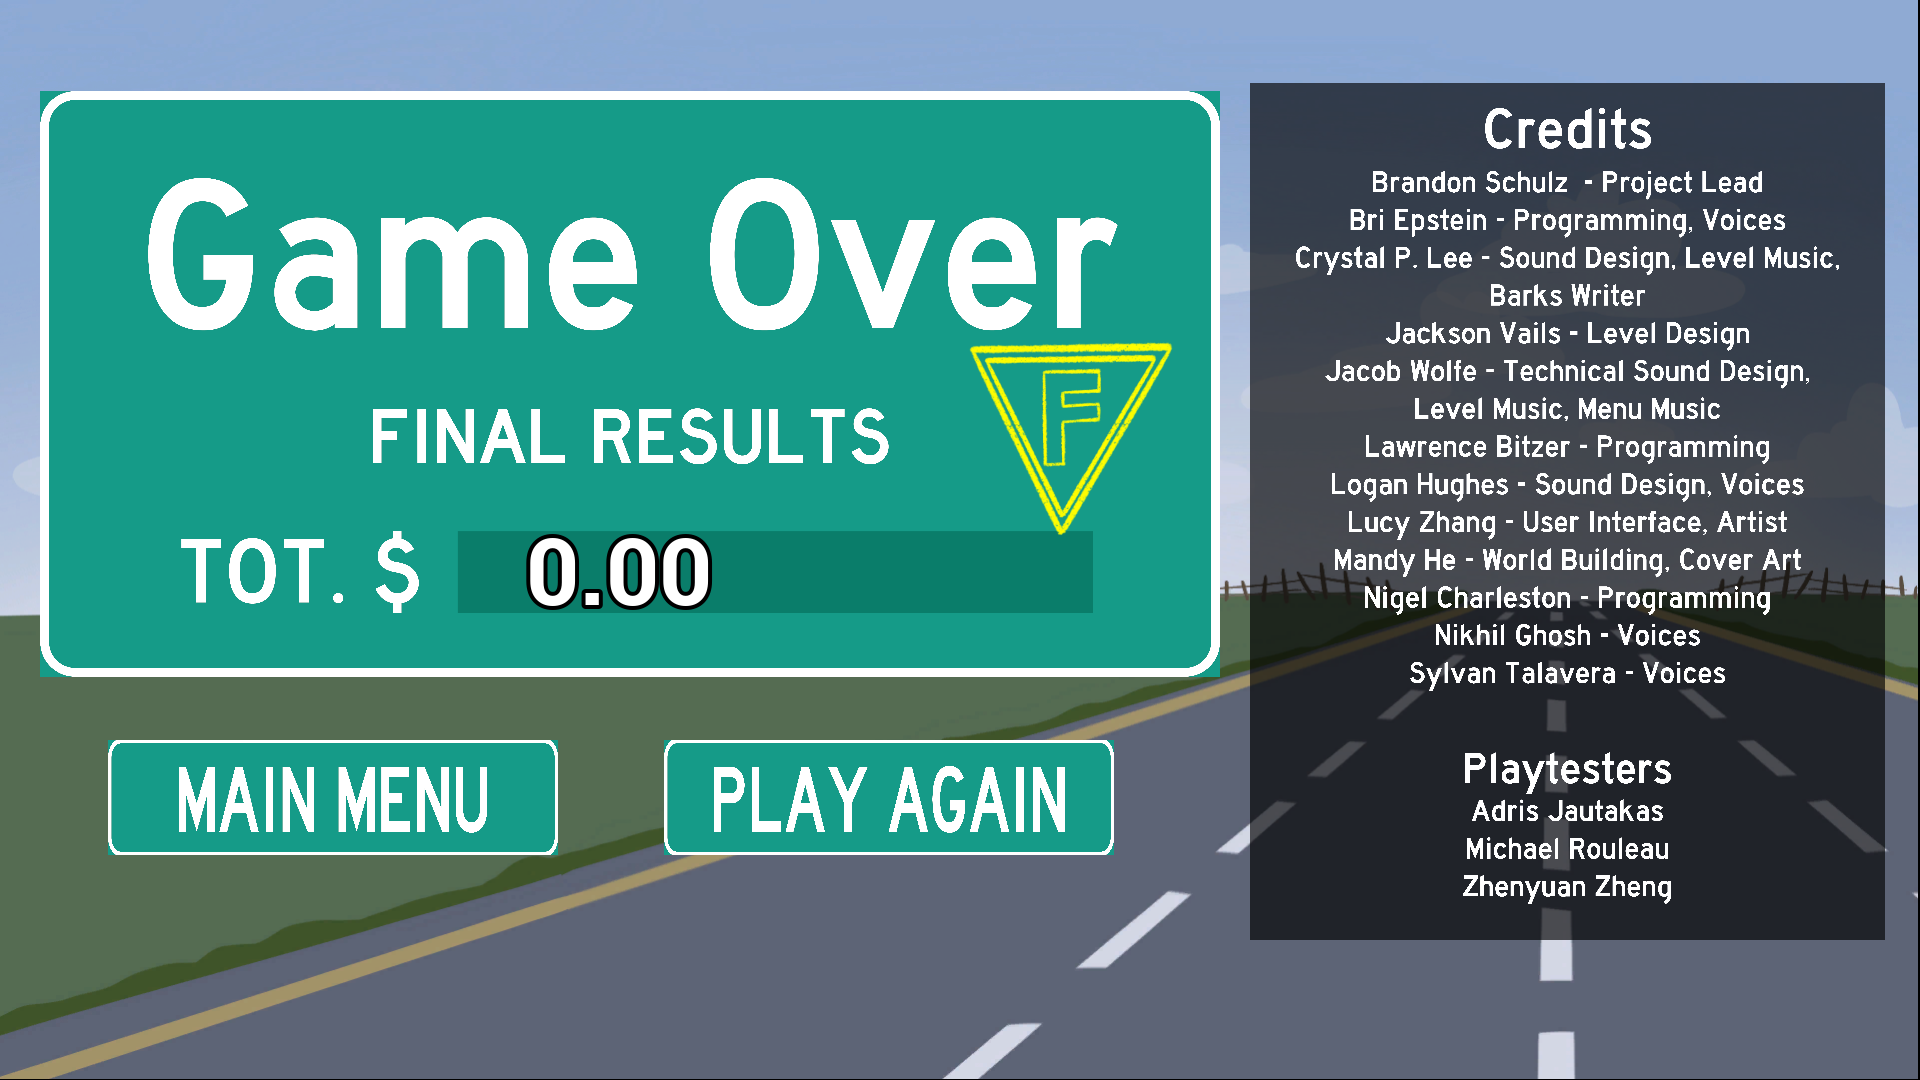 Game Over
FINAL RESULTS
F
TOT. $ 0.00
MAIN MENU
PLAY AGAIN
Credits
Brandon Schulz - Project Lead
Bri Epstein - Programming, Voices
Crystal P. Lee - Sound Design, Level Music,
Barks Writer
Jackson Vails - Level Design
Jacob Wolfe - Technical Sound Design,
Level Music, Menu Music
Lawrence Bitzer - Programming
Logan Hughes - Sound Design, Voices
Lucy Zhang - User Interface, Artist
Mandy He - World Building, Cover Art
Nigel Charleston - Programming
Nikhil Ghosh - Voices
Sylvan Talavera - Voices
Playtesters
Adris Jautakas
Michael Rouleau
Zhenyuan Zheng